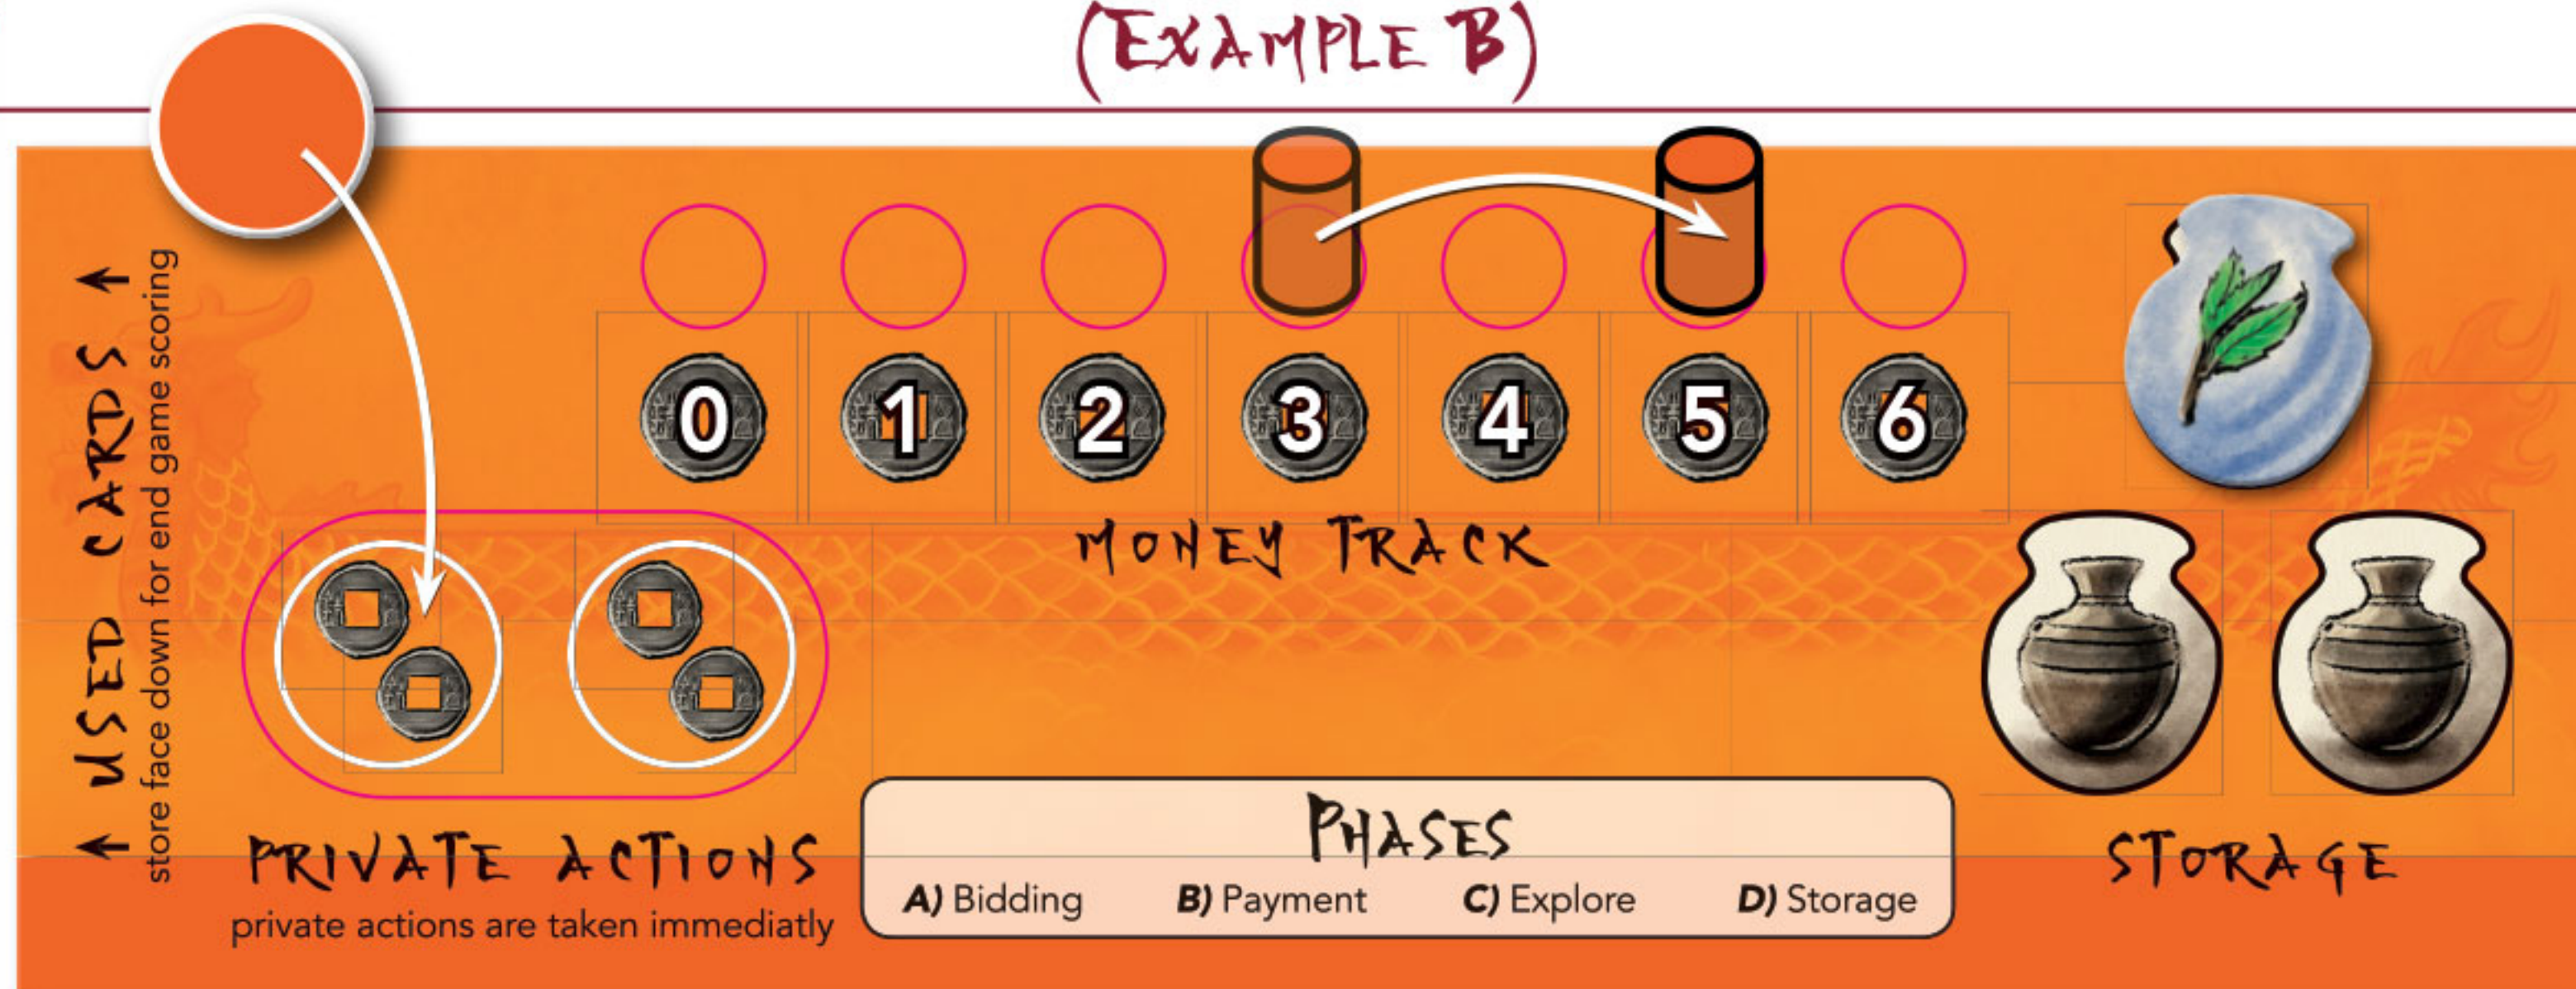 (EXAMPLE B)
↑ USED CARDS ↑
store face down for end game scoring
0 1 2 3 4 5 6
MONEY TRACK
PRIVATE ACTIONS
private actions are taken immediatly
PHASES
A) Bidding B) Payment C) Explore D) Storage
STORAGE